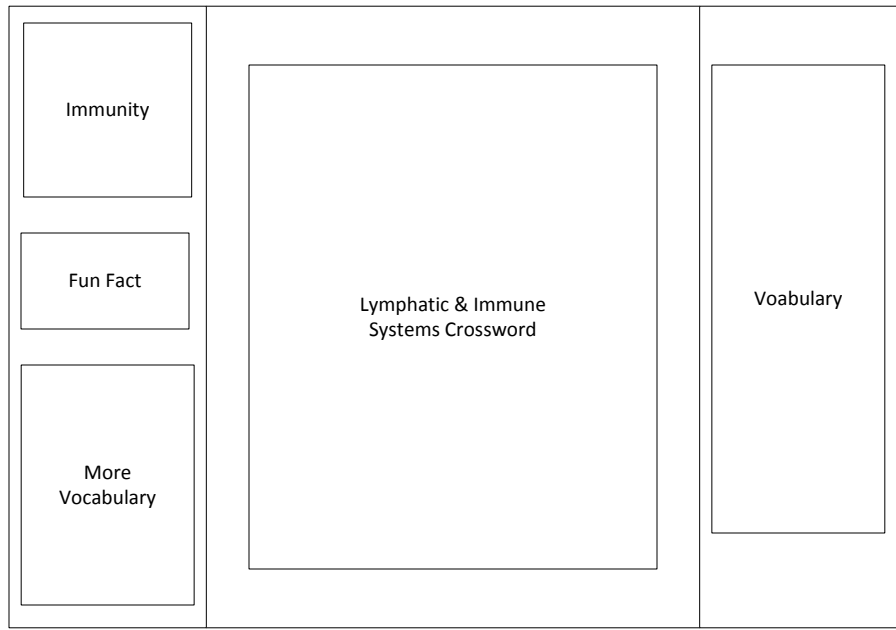 Immunity
Fun Fact
More
Vocabulary
Lymphatic & Immune
Systems Crossword
Voabulary